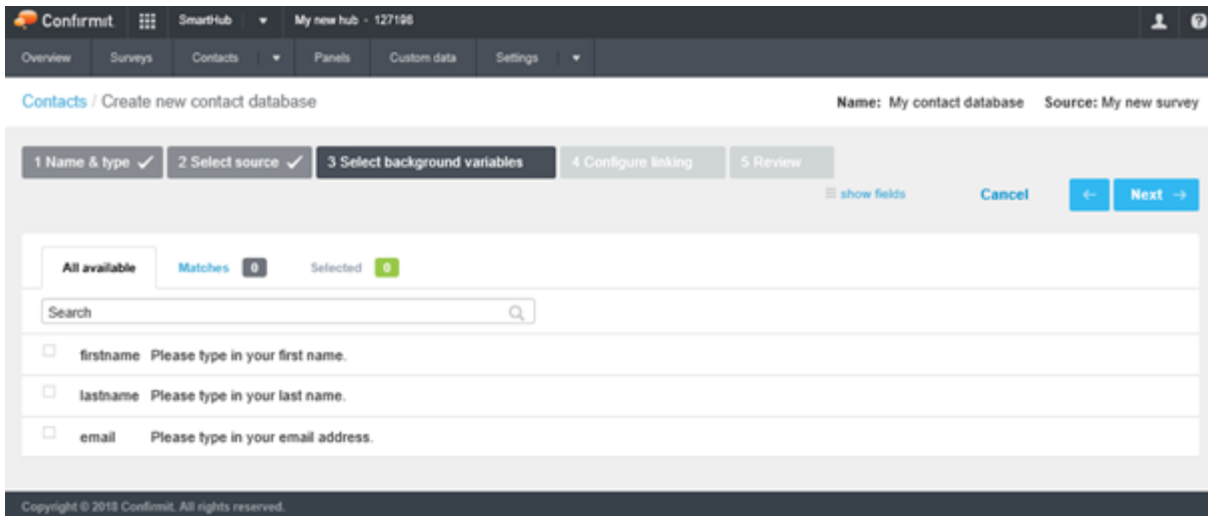 Confirmit. SmartHub My new hub - 127198
Overview Surveys Contacts Panels Custom data Settings
Contacts / Create new contact database Name: My contact database Source: My new survey
1 Name & type 2 Select source 3 Select background variables 4 Configure linking 5 Review
show fields Cancel Next
All available Matches 0 Selected 0
Search
firstname Please type in your first name.
lastname Please type in your last name.
email Please type in your email address.
Copyright © 2018 Confirmit. All rights reserved.